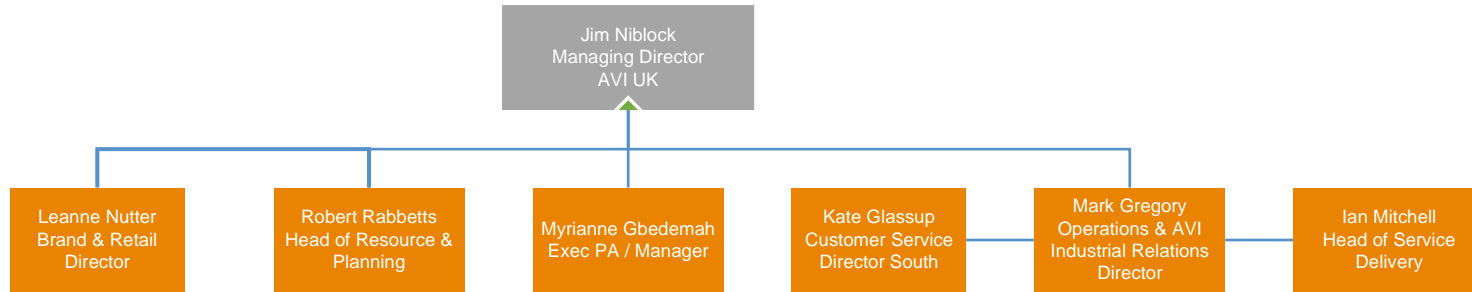 Jim Niblock
Managing Director
AVI UK
Leanne Nutter
Brand & Retail
Director
Robert Rabbetts
Head of Resource &
Planning
Myrianne Gbedemah
Exec PA / Manager
Kate Glassup
Customer Service
Director South
Mark Gregory
Operations & AVI
Industrial Relations
Director
Ian Mitchell
Head of Service
Delivery